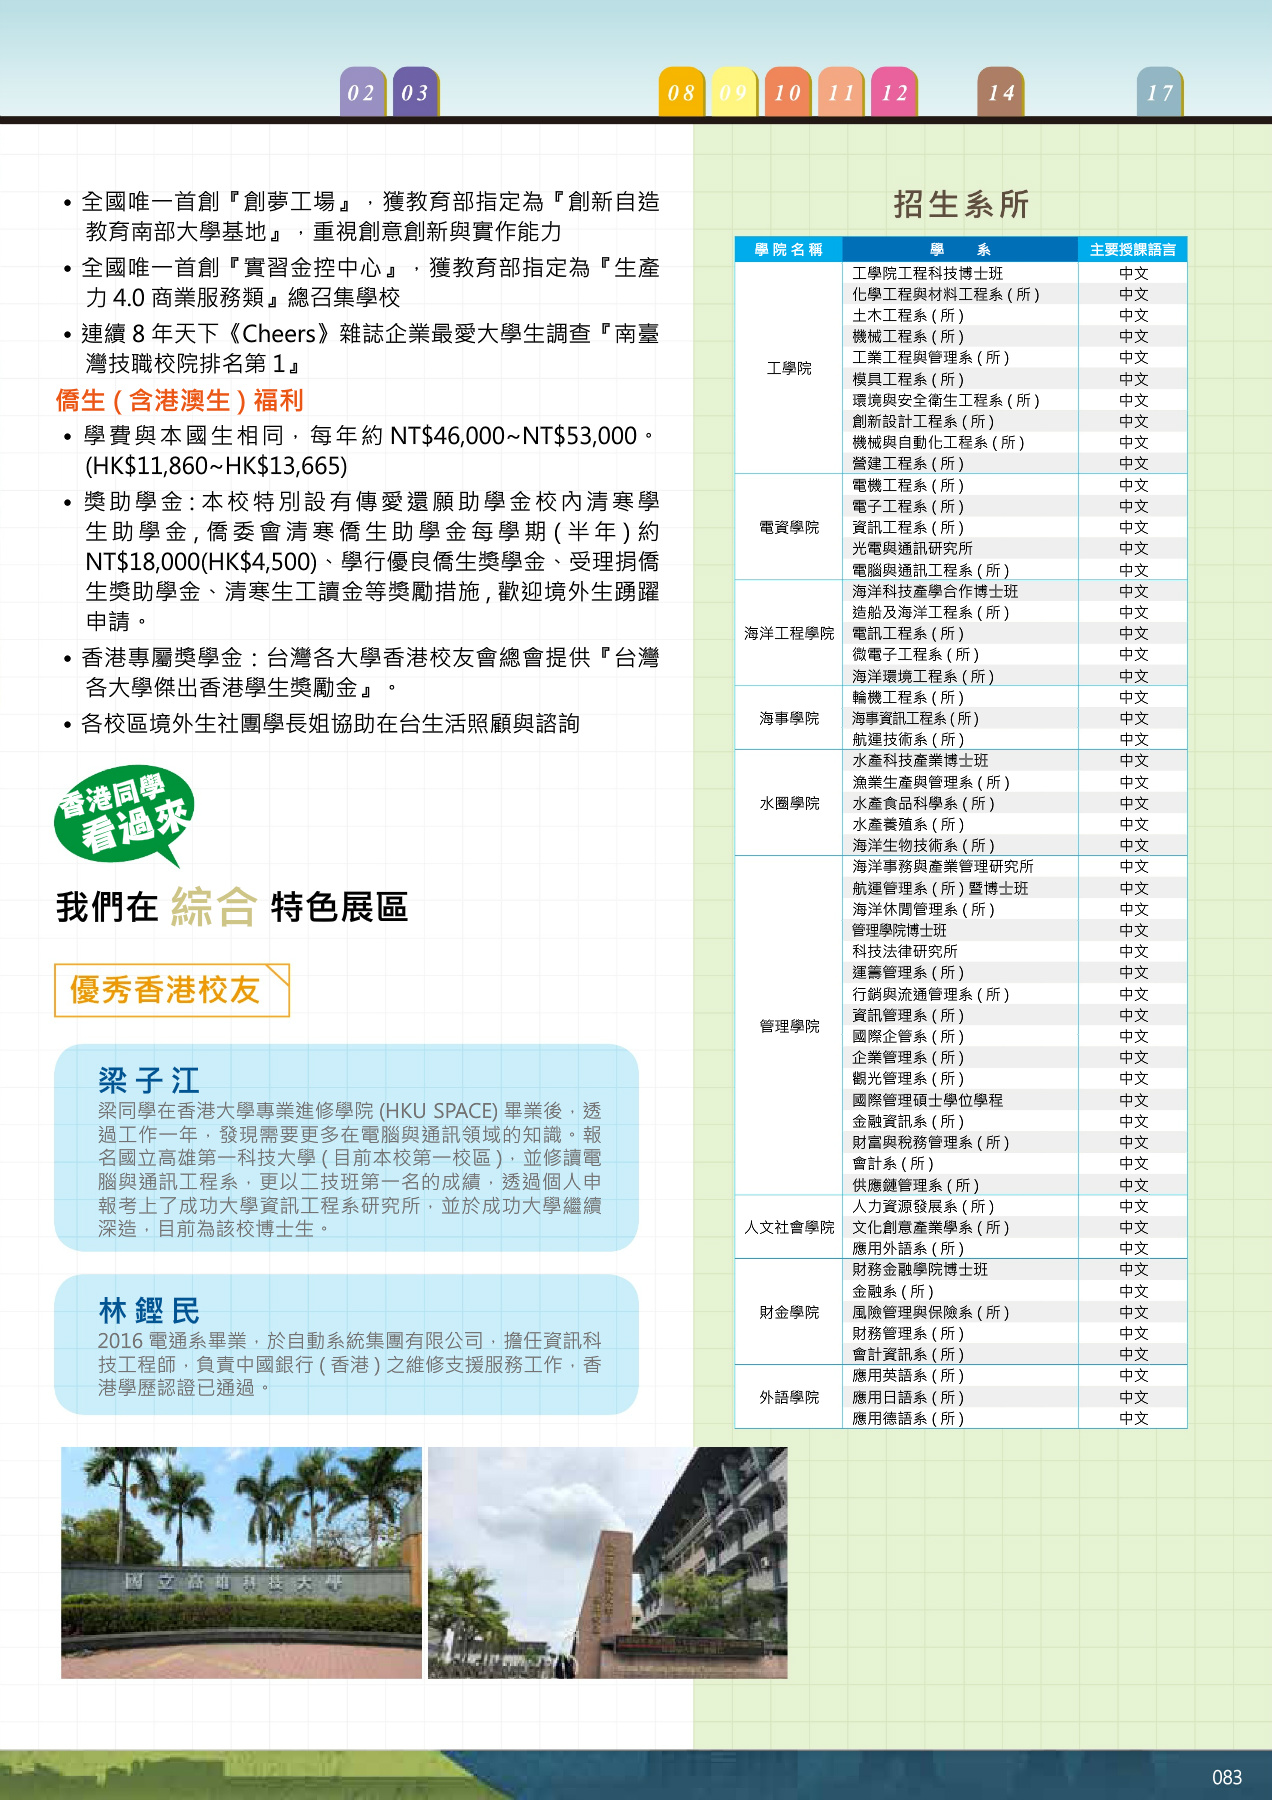 02 03 08 09 10 11 12 14 17
• 全國唯一首創『創夢工場』，獲教育部指定為『創新自造
教育南部大學基地』，重視創意創新與實作能力
• 全國唯一首創『實習金控中心』，獲教育部指定為『生產
力 4.0 商業服務類』總召集學校
• 連續 8 年天下《Cheers》雜誌企業最愛大學生調查『南臺
灣技職校院排名第 1』
僑生 ( 含港澳生 ) 福利
• 學費與本國生相同，每年約 NT$46,000~NT$53,000。
(HK$11,860~HK$13,665)
• 獎助學金 : 本校特別設有傳愛還願助學金校內清寒學
生助學金 , 僑委會清寒僑生助學金每學期 ( 半年 ) 約
NT$18,000(HK$4,500)、學行優良僑生獎學金、受理捐僑
生獎助學金、清寒生工讀金等獎勵措施 , 歡迎境外生踴躍
申請。
• 香港專屬獎學金 : 台灣各大學香港校友會總會提供『台灣
各大學傑出香港學生獎勵金』。
• 各校區境外生社團學長姐協助在台生活照顧與諮詢
香港同學
看過來
我們在 綜合 特色展區
優秀香港校友
梁子江
梁同學在香港大學專業進修學院 (HKU SPACE) 畢業後，透
過工作一年，發現需要更多在電腦與通訊領域的知識。報
名國立高雄第一科技大學 ( 目前本校第一校區 )，並修讀電
腦與通訊工程系，更以工技班第一名的成績，透過個人申
報考上了成功大學資訊工程系研究所，並於成功大學繼續
深造，目前為該校博士生。
林鏗民
2016 電通系畢業，於自動系統集團有限公司，擔任資訊科
技工程師，負責中國銀行 ( 香港 ) 之維修支援服務工作，香
港學歷認證已通過。
國立高雄科技大學
招生系所
學院名稱 學 系 主要授課語言
工學院
工學院工程科技博士班 中文
化學工程與材料工程系 ( 所 ) 中文
土木工程系 ( 所 ) 中文
機械工程系 ( 所 ) 中文
工業工程與管理系 ( 所 ) 中文
模具工程系 ( 所 ) 中文
環境與安全衛生工程系 ( 所 ) 中文
創新設計工程系 ( 所 ) 中文
機械與自動化工程系 ( 所 ) 中文
營建工程系 ( 所 ) 中文
電資學院
電機工程系 ( 所 ) 中文
電子工程系 ( 所 ) 中文
資訊工程系 ( 所 ) 中文
光電與通訊研究所 中文
電腦與通訊工程系 ( 所 ) 中文
海洋工程學院
海洋科技產學合作博士班 中文
造船及海洋工程系 ( 所 ) 中文
電訊工程系 ( 所 ) 中文
微電子工程系 ( 所 ) 中文
海洋環境工程系 ( 所 ) 中文
海事學院
輪機工程系 ( 所 ) 中文
海事資訊工程系 ( 所 ) 中文
航運技術系 ( 所 ) 中文
水圈學院
水產科技產業博士班 中文
漁業生產與管理系 ( 所 ) 中文
水產食品科學系 ( 所 ) 中文
水產養殖系 ( 所 ) 中文
海洋生物技術系 ( 所 ) 中文
管理學院
海洋事務與產業管理研究所 中文
航運管理系 ( 所 ) 暨博士班 中文
海洋休閒管理系 ( 所 ) 中文
管理學院博士班 中文
科技法律研究所 中文
運籌管理系 ( 所 ) 中文
行銷與流通管理系 ( 所 ) 中文
資訊管理系 ( 所 ) 中文
國際企管系 ( 所 ) 中文
企業管理系 ( 所 ) 中文
觀光管理系 ( 所 ) 中文
國際管理碩士學位學程 中文
金融資訊系 ( 所 ) 中文
財富與稅務管理系 ( 所 ) 中文
會計系 ( 所 ) 中文
供應鏈管理系 ( 所 ) 中文
人文社會學院
人力資源發展系 ( 所 ) 中文
文化創意產業學系 ( 所 ) 中文
應用外語系 ( 所 ) 中文
財金學院
財務金融學院博士班 中文
金融系 ( 所 ) 中文
風險管理與保險系 ( 所 ) 中文
財務管理系 ( 所 ) 中文
會計資訊系 ( 所 ) 中文
外語學院
應用英語系 ( 所 ) 中文
應用日語系 ( 所 ) 中文
應用德語系 ( 所 ) 中文
083